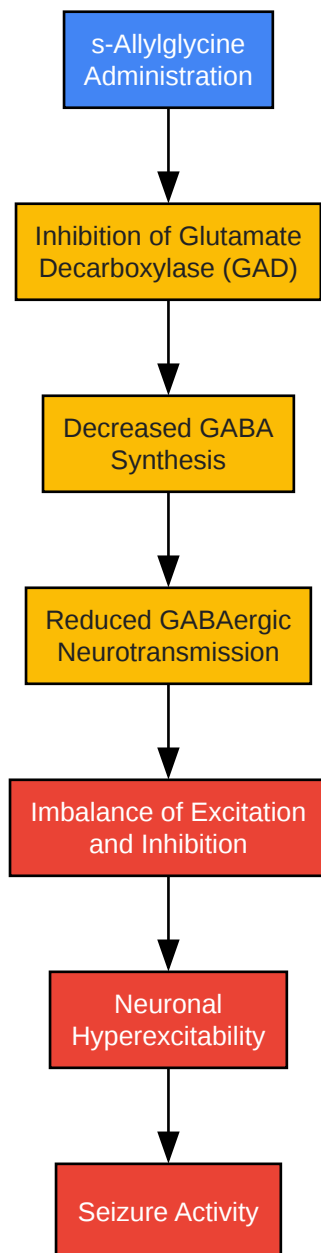 s-Allylglycine
Administration
Inhibition of Glutamate
Decarboxylase (GAD)
Decreased GABA
Synthesis
Reduced GABAergic
Neurotransmission
Imbalance of Excitation
and Inhibition
Neuronal
Hyperexcitability
Seizure Activity